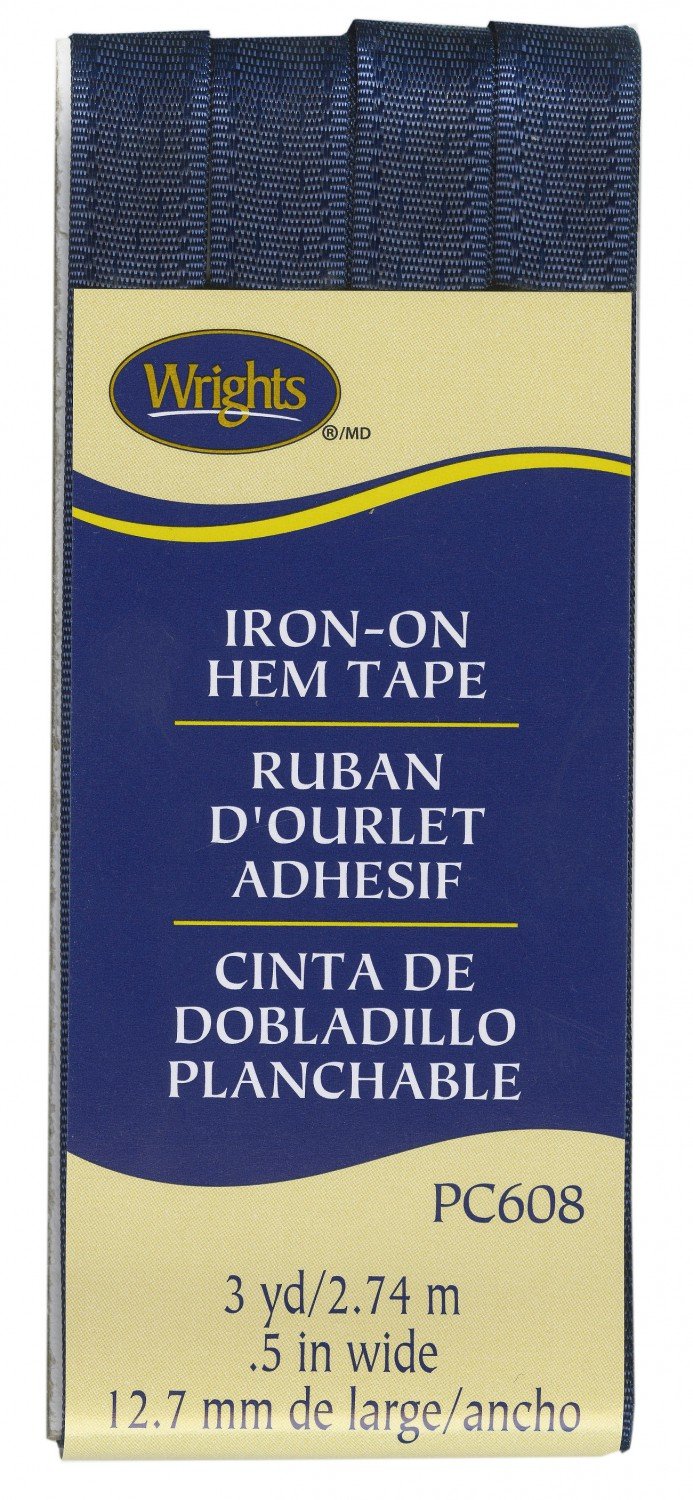 Wrights
®/MD
IRON-ON
HEM TAPE
RUBAN
D'OURLET
ADHESIF
CINTA DE
DOBLADILLO
PLANCHABLE
PC608
3 yd/2.74 m
.5 in wide
12.7 mm de large/ancho